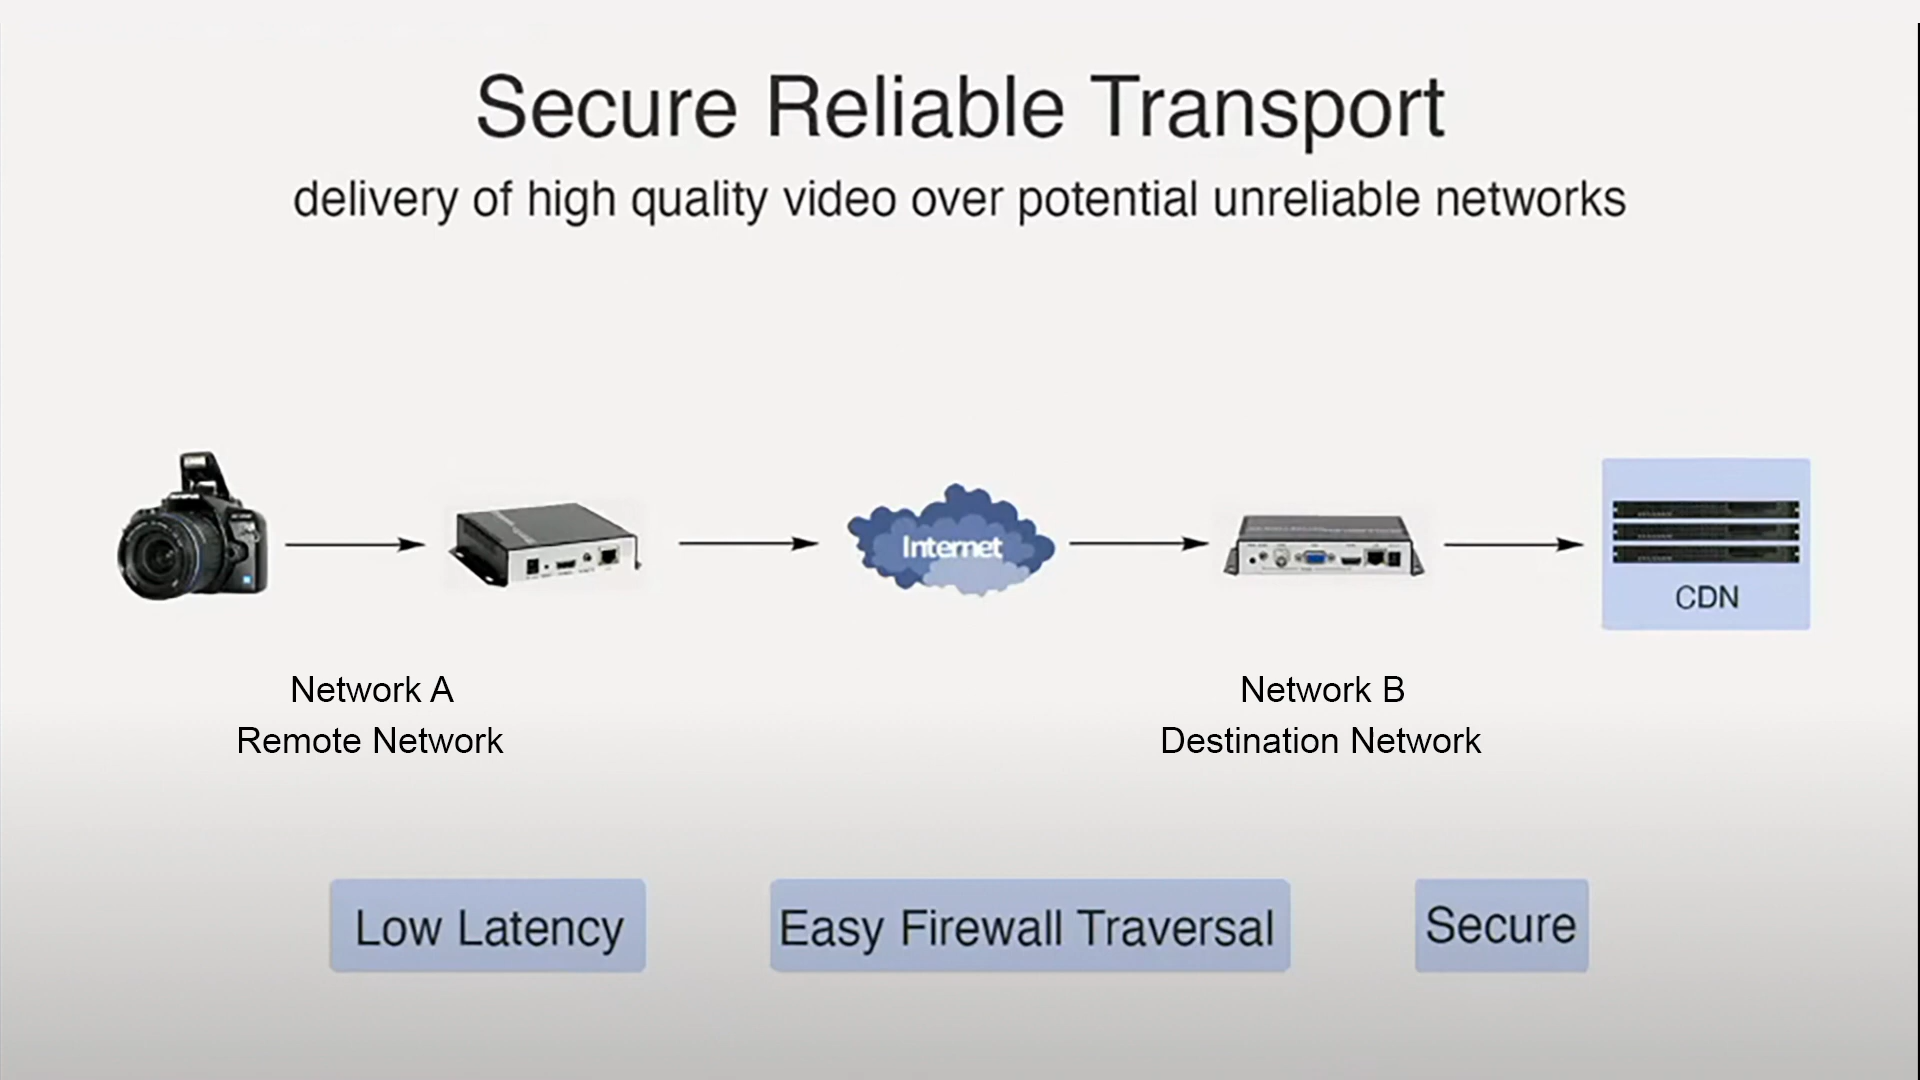 Secure Reliable Transport
delivery of high quality video over potential unreliable networks
Internet
CDN
Network A
Remote Network
Network B
Destination Network
Low Latency
Easy Firewall Traversal
Secure